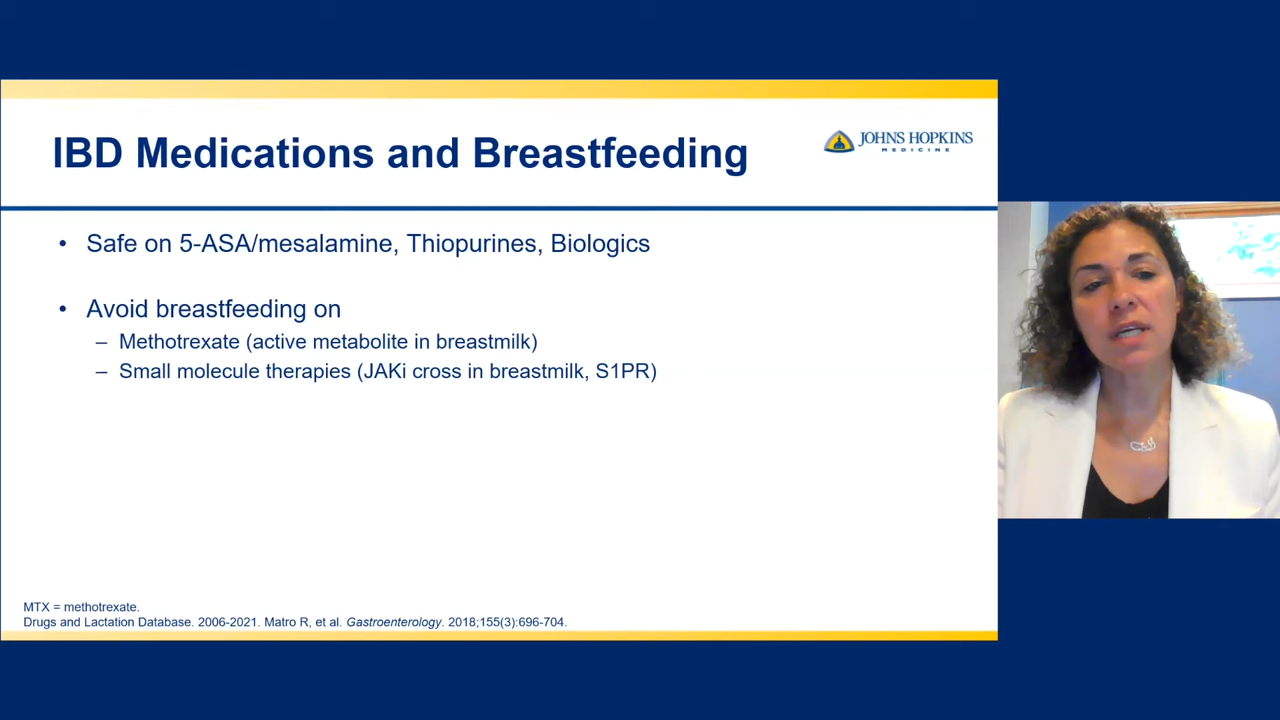 IBD Medications and Breastfeeding
JOHNS HOPKINS
MEDICINE
• Safe on 5-ASA/mesalamine, Thiopurines, Biologics
• Avoid breastfeeding on
– Methotrexate (active metabolite in breastmilk)
– Small molecule therapies (JAKi cross in breastmilk, S1PR)
MTX = methotrexate.
Drugs and Lactation Database. 2006-2021. Matro R, et al. Gastroenterology. 2018;155(3):696-704.